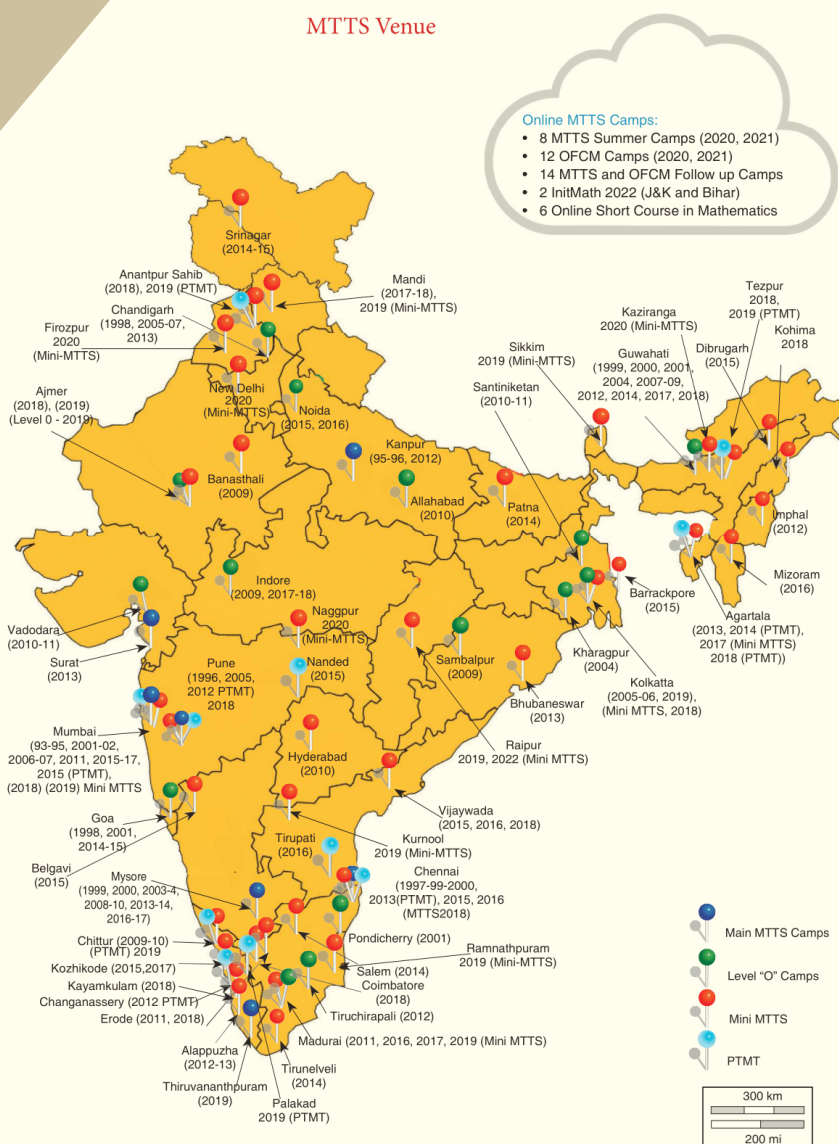 MTTS Venue
Online MTTS Camps:
• 8 MTTS Summer Camps (2020, 2021)
• 12 OFCM Camps (2020, 2021)
• 14 MTTS and OFCM Follow up Camps
• 2 InitMath 2022 (J&K and Bihar)
• 6 Online Short Course in Mathematics
Srinagar
(2014-15)
Anantpur Sahib
(2018), 2019 (PTMT)
Mandi
(2017-18),
2019 (Mini-MTTS)
Chandigarh
(1998, 2005-07,
2013)
Firozpur
2020
(Mini-MTTS)
New Delhi
2020
(Mini-MTTS)
Noida
(2015, 2016)
Ajmer
(2018), (2019)
(Level 0 - 2019)
Banasthali
(2009)
Kanpur
(95-96, 2012)
Allahabad
(2010)
Patna
(2014)
Sikkim
2019 (Mini-MTTS)
Santiniketan
(2010-11)
Kaziranga
2020 (Mini-MTTS)
Guwahati
(1999, 2000, 2001,
2004, 2007-09,
2012, 2014, 2017, 2018)
Tezpur
2018,
2019 (PTMT)
Dibrugarh
(2015)
Kohima
2018
Imphal
(2012)
Mizoram
(2016)
Agartala
(2013, 2014 (PTMT),
2017 (Mini MTTS)
2018 (PTMT))
Barrackpore
(2015)
Kharagpur
(2004)
Kolkatta
(2005-06, 2019),
(Mini MTTS, 2018)
Indore
(2009, 2017-18)
Vadodara
(2010-11)
Surat
(2013)
Naggpur
2020
(Mini-MTTS)
Nanded
(2015)
Pune
(1996, 2005,
2012 PTMT)
2018
Sambalpur
(2009)
Bhubaneswar
(2013)
Raipur
2019, 2022 (Mini MTTS)
Mumbai
(93-95, 2001-02,
2006-07, 2011, 2015-17,
2015 (PTMT),
(2018) (2019) Mini MTTS
Hyderabad
(2010)
Vijaywada
(2015, 2016, 2018)
Goa
(1998, 2001,
2014-15)
Belgavi
(2015)
Kurnool
2019 (Mini-MTTS)
Tirupati
(2016)
Chennai
(1997-99-2000,
2013(PTMT), 2015, 2016
(MTTS2018)
Mysore
(1999, 2000, 2003-4,
2008-10, 2013-14,
2016-17)
Pondicherry (2001)
Ramnathpuram
2019 (Mini-MTTS)
Chittur (2009-10)
(PTMT) 2019
Kozhikode (2015,2017)
Kayamkulam (2018)
Changanassery (2012 PTMT)
Erode (2011, 2018)
Salem (2014)
Coimbatore
(2018)
Tiruchirapali (2012)
Madurai (2011, 2016, 2017, 2019 (Mini MTTS)
Alappuzha
(2012-13)
Tirunelveli
(2014)
Thiruvananthpuram
(2019)
Palakad
2019 (PTMT)
Main MTTS Camps
Level "O" Camps
Mini MTTS
PTMT
300 km
200 mi